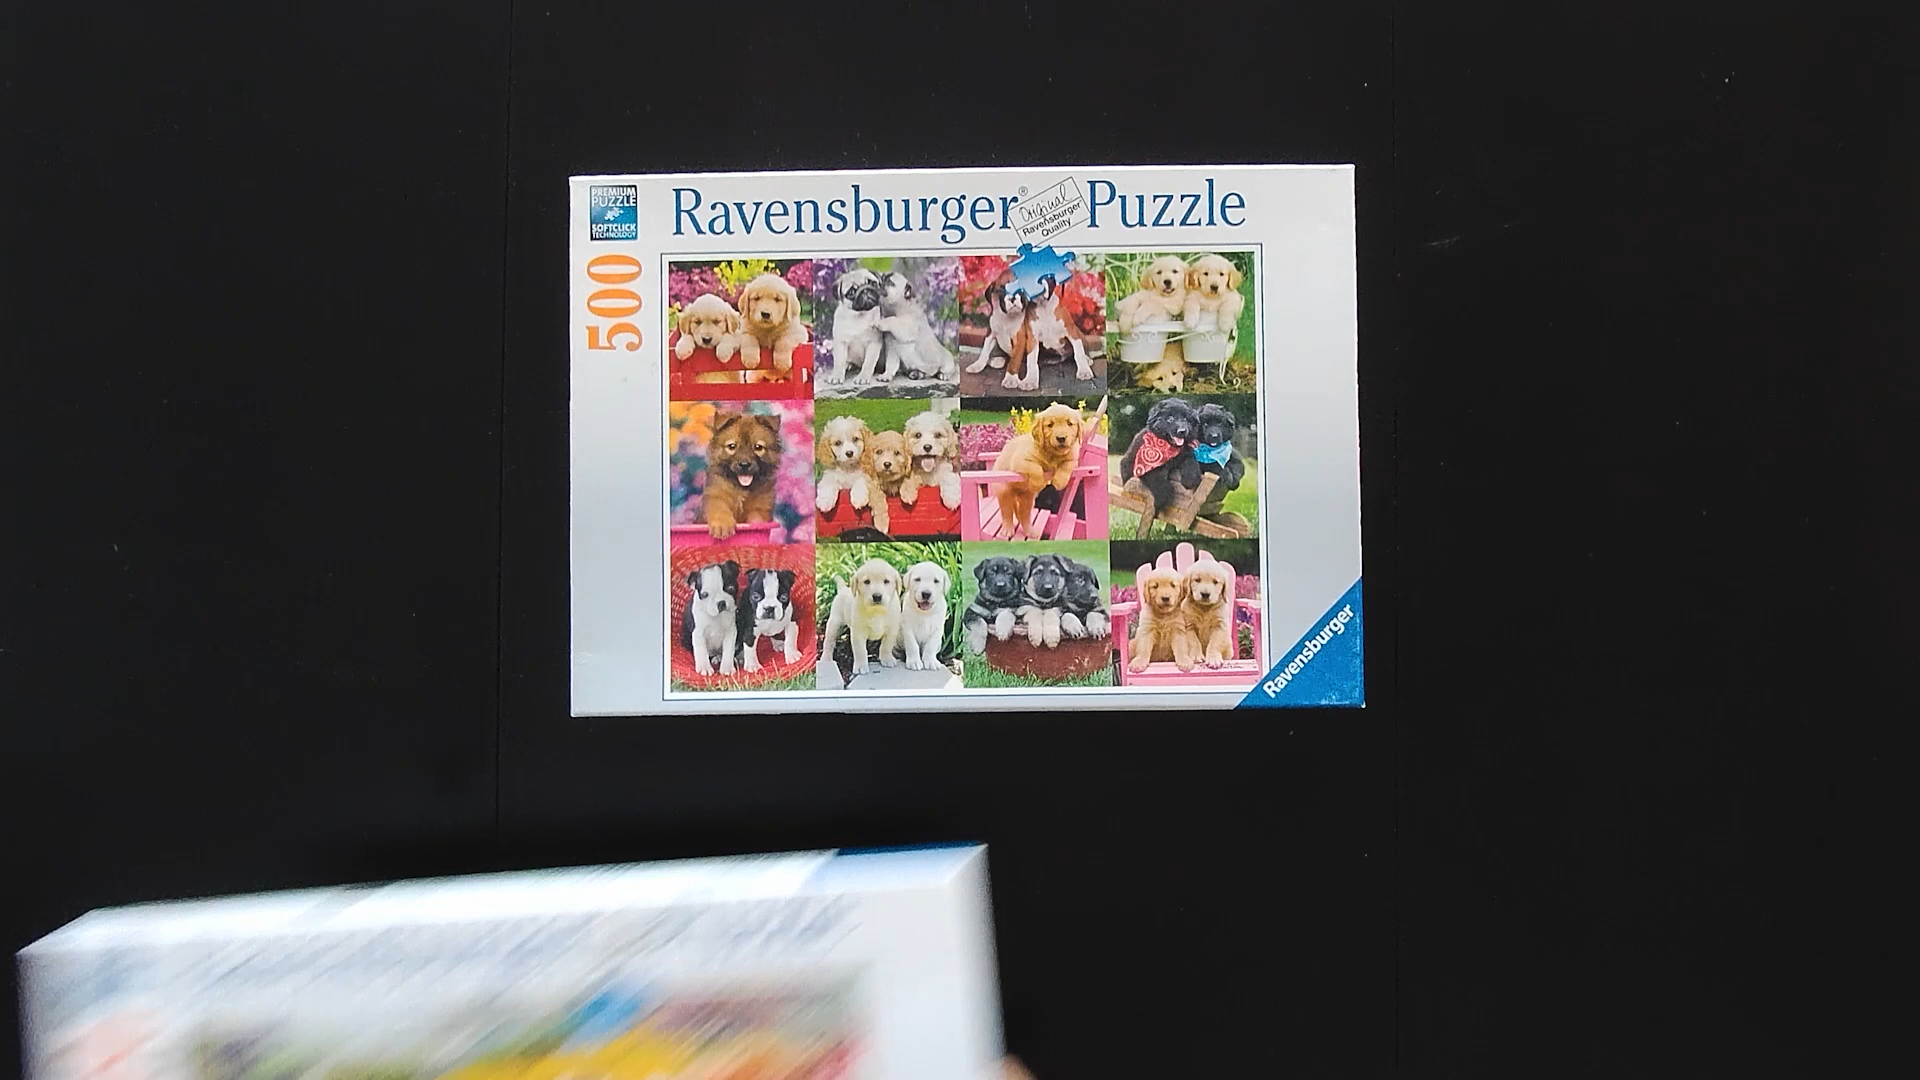 PREMIUM
PUZZLE
SOFTCLICK
TECHNOLOGY
Ravensburger® Puzzle
Original
Ravensburger
Quality
500
Ravensburger